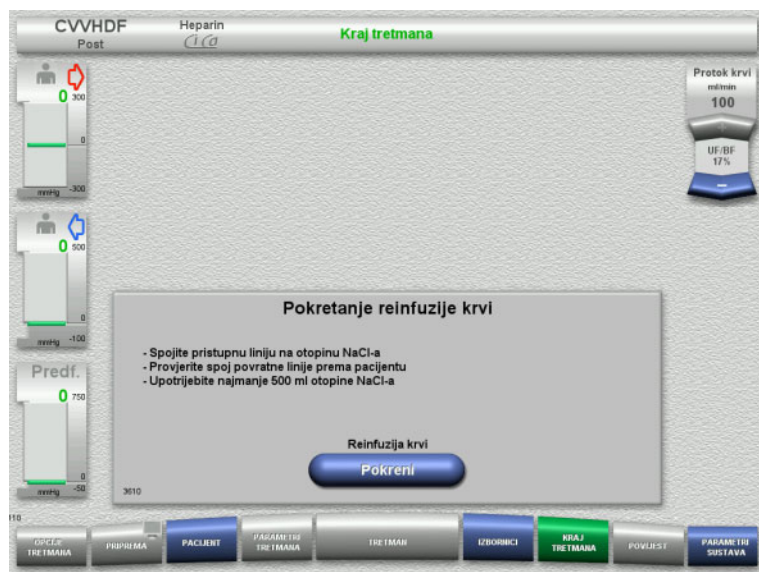 CVVHDF
Post
Heparin
Ci Ca
Kraj tretmana
0
300
0
mmHg -300
0
500
0
mmHg -100
Predf.
0
750
0
mmHg -50
Protok krvi
ml/min
100
+
UF/BF
17%
-
Pokretanje reinfuzije krvi
- Spojite pristupnu liniju na otopinu NaCl-a
- Provjerite spoj povratne linije prema pacijentu
- Upotrijebite najmanje 500 ml otopine NaCl-a
Reinfuzija krvi
Pokreni
3610
OPCIJE TRETMANA
PRIPREMA
PACIJENT
PARAMETRI TRETMANA
TRETMAN
IZBORNICI
KRAJ TRETMANA
POVIJEST
PARAMETRI SUSTAVA